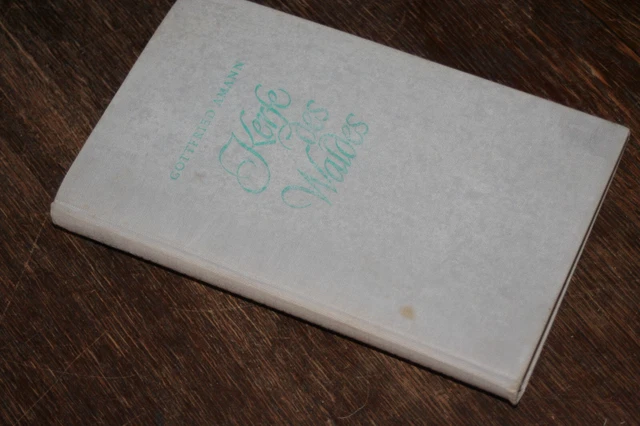 GOTTFRIED AMANN
Kerfe
des
Waldes